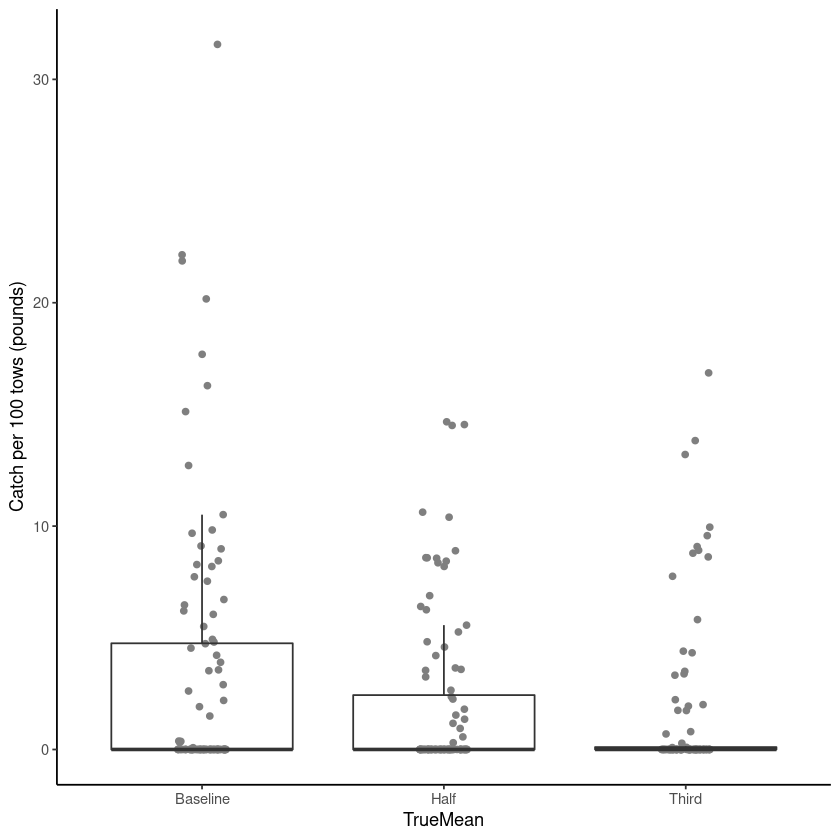 Catch per 100 tows (pounds)
30
20
10
0
Baseline
Half
Third
TrueMean